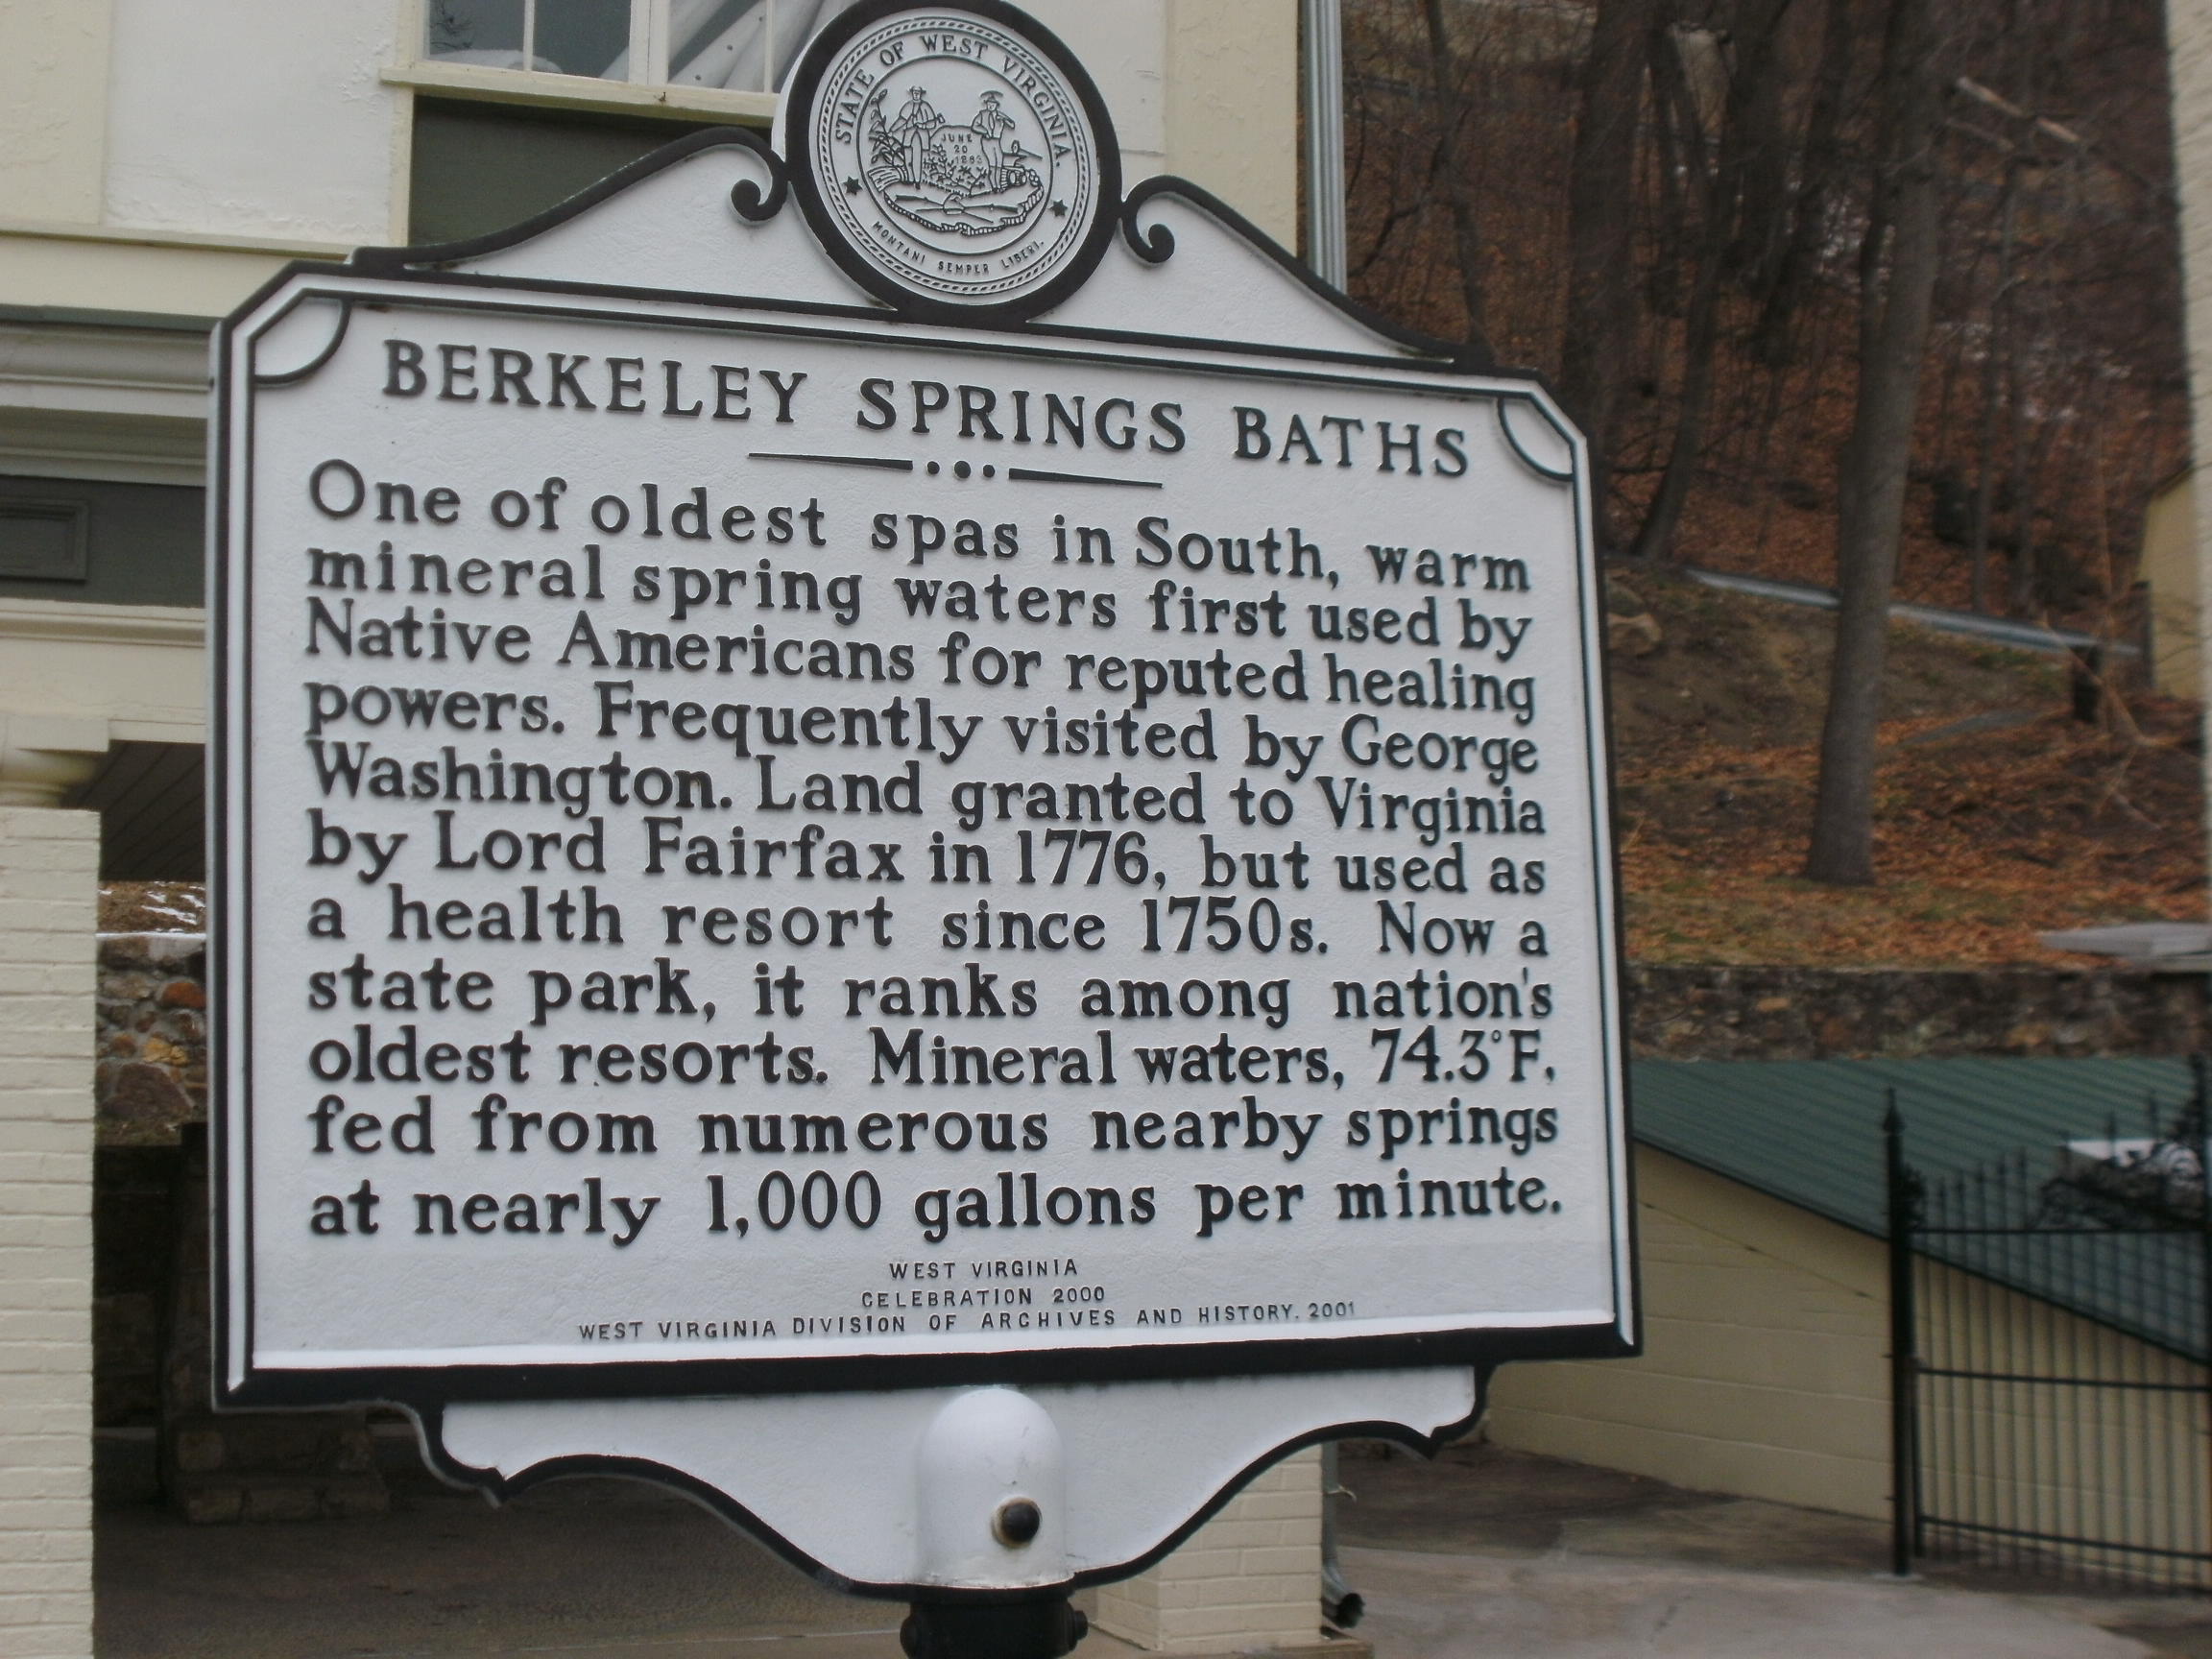 STATE OF WEST VIRGINIA.
JUNE
20
1863
MONTANI SEMPER LIBERI.
BERKELEY SPRINGS BATHS
One of oldest spas in South, warm
mineral spring waters first used by
Native Americans for reputed healing
powers. Frequently visited by George
Washington. Land granted to Virginia
by Lord Fairfax in 1776, but used as
a health resort since 1750s. Now a
state park, it ranks among nation's
oldest resorts. Mineral waters, 74.3°F,
fed from numerous nearby springs
at nearly 1,000 gallons per minute.
WEST VIRGINIA
CELEBRATION 2000
WEST VIRGINIA DIVISION OF ARCHIVES AND HISTORY. 2001